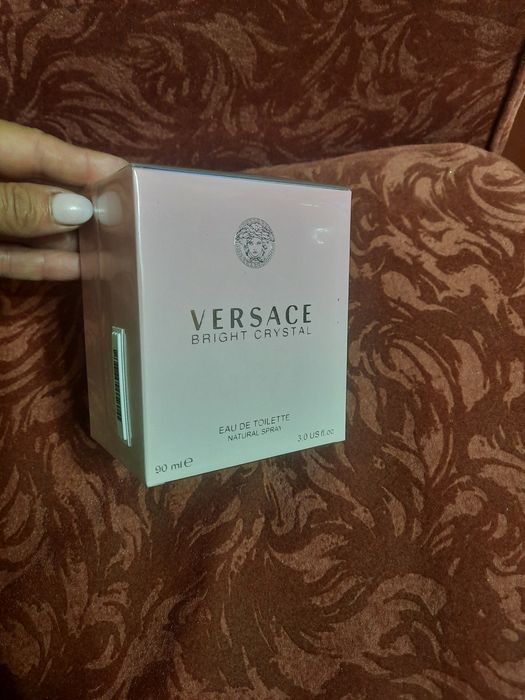 VERSACE
BRIGHT CRYSTAL
EAU DE TOILETTE
NATURAL SPRAY
90 ml e 3.0 US fl.oz